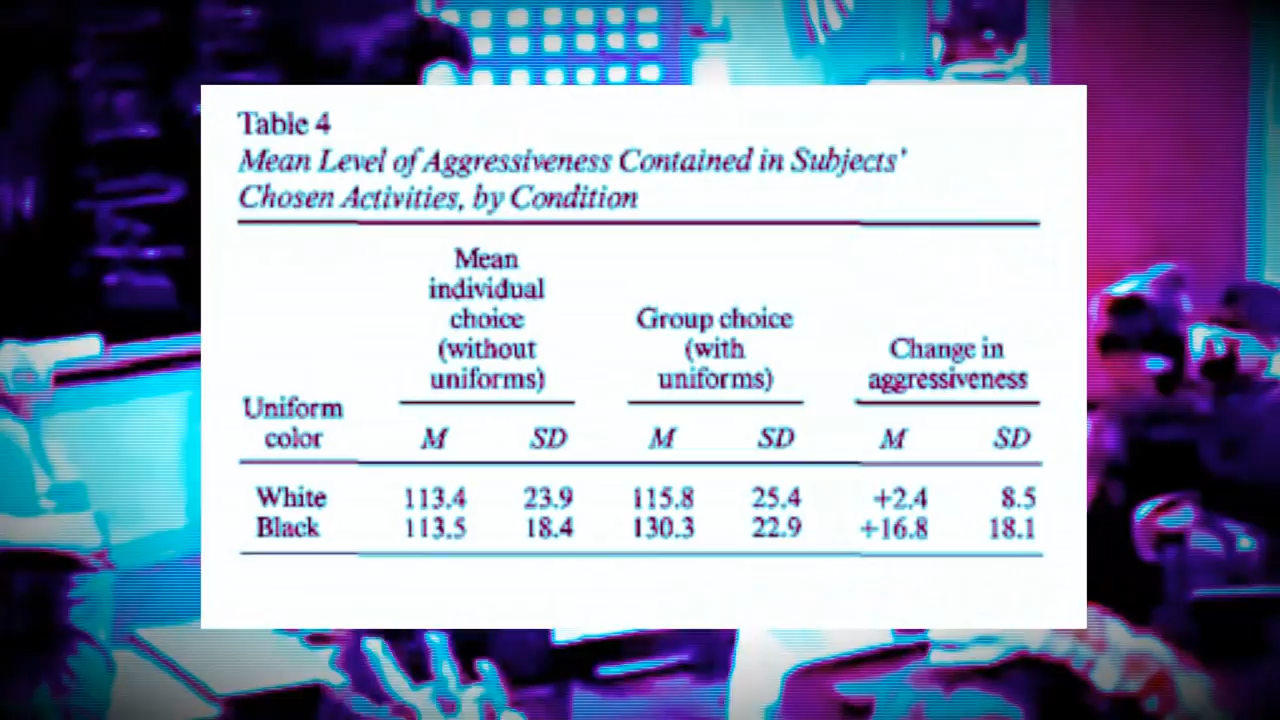 Table 4
Mean Level of Aggressiveness Contained in Subjects'
Chosen Activities, by Condition
Mean
individual
choice
(without
uniforms)
Group choice
(with
uniforms)
Change in
aggressiveness
Uniform
color
M SD M SD M SD
White 113.4 23.9 115.8 25.4 +2.4 8.5
Black 113.5 18.4 130.3 22.9 +16.8 18.1